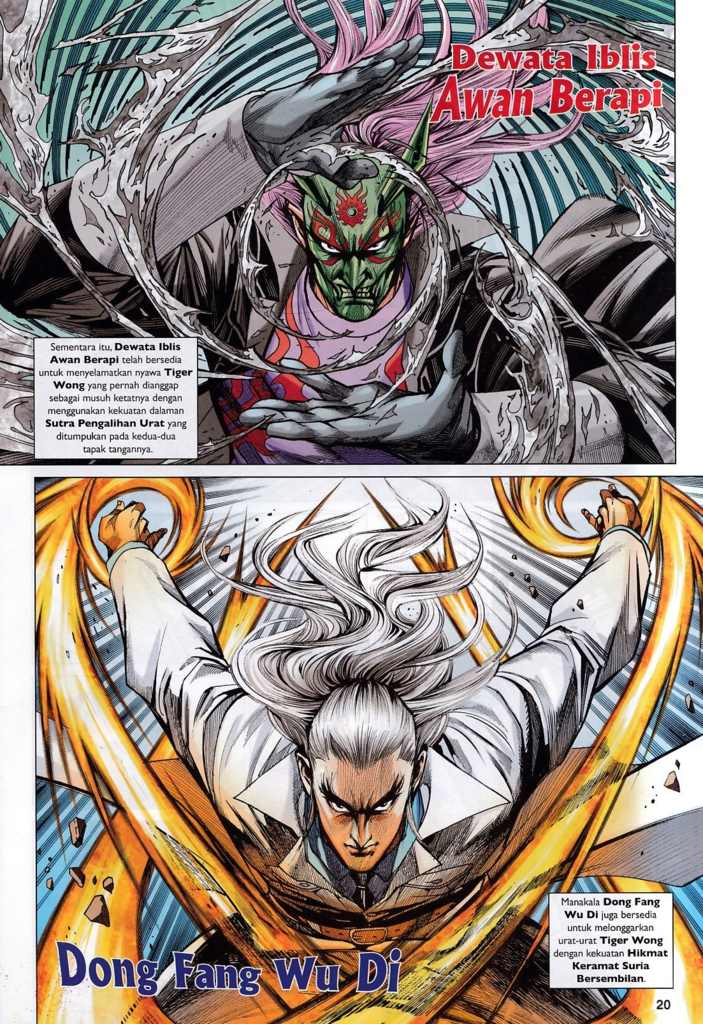 Dewata Iblis
Awan Berapi
Sementara itu, Dewata Iblis
Awan Berapi telah bersedia
untuk menyelamatkan nyawa Tiger
Wong yang pernah dianggap
sebagai musuh ketatnya dengan
menggunakan kekuatan dalaman
Sutra Pengalihan Urat yang
ditumpukan pada kedua-dua
tapak tangannya.
Manakala Dong Fang
Wu Di juga bersedia
untuk melonggarkan
urat-urat Tiger Wong
dengan kekuatan Hikmat
Keramat Suria
Bersembilan.
Dong Fang Wu Di
20